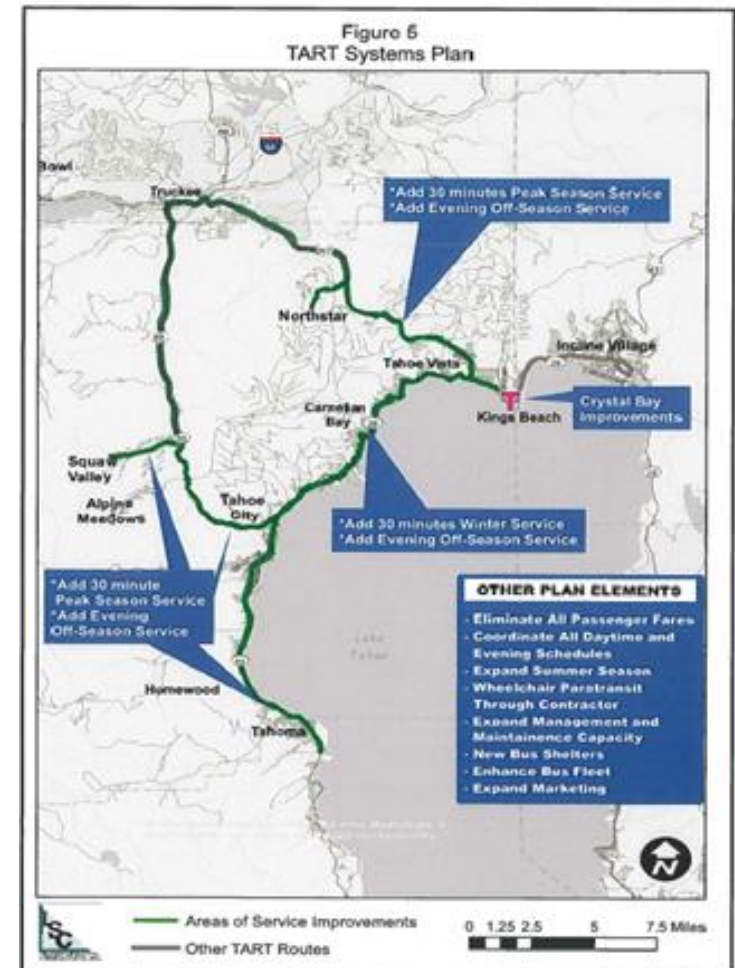 Figure 5
TART Systems Plan
Bowl
Truckee
*Add 30 minutes Peak Season Service
*Add Evening Off-Season Service
Northstar
Incline Village
Tahoe Vista
Crystal Bay
Improvements
Carnelian
Bay
Kings Beach
Squaw
Valley
Alpine
Meadows
Tahoe
City
*Add 30 minutes Winter Service
*Add Evening Off-Season Service
*Add 30 minute
Peak Season Service
*Add Evening
Off-Season Service
OTHER PLAN ELEMENTS
- Eliminate All Passenger Fares
- Coordinate All Daytime and
Evening Schedules
- Expand Summer Season
- Wheelchair Paratransit
Through Contractor
- Expand Management and
Maintainence Capacity
- New Bus Shelters
- Enhance Bus Fleet
- Expand Marketing
Lake
Tahoe
Homewood
Tahoma
N
LSC
Areas of Service Improvements
Other TART Routes
0 1.25 2.5 5 7.5 Miles